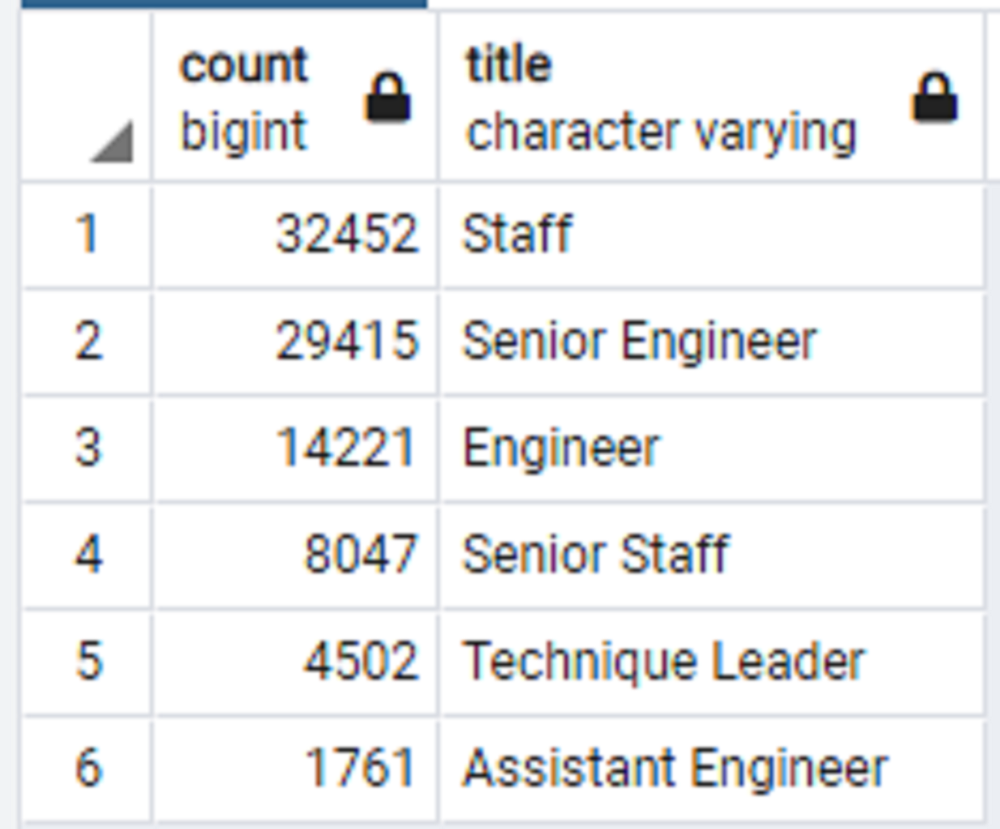 count title
bigint character varying
1 32452 Staff
2 29415 Senior Engineer
3 14221 Engineer
4 8047 Senior Staff
5 4502 Technique Leader
6 1761 Assistant Engineer